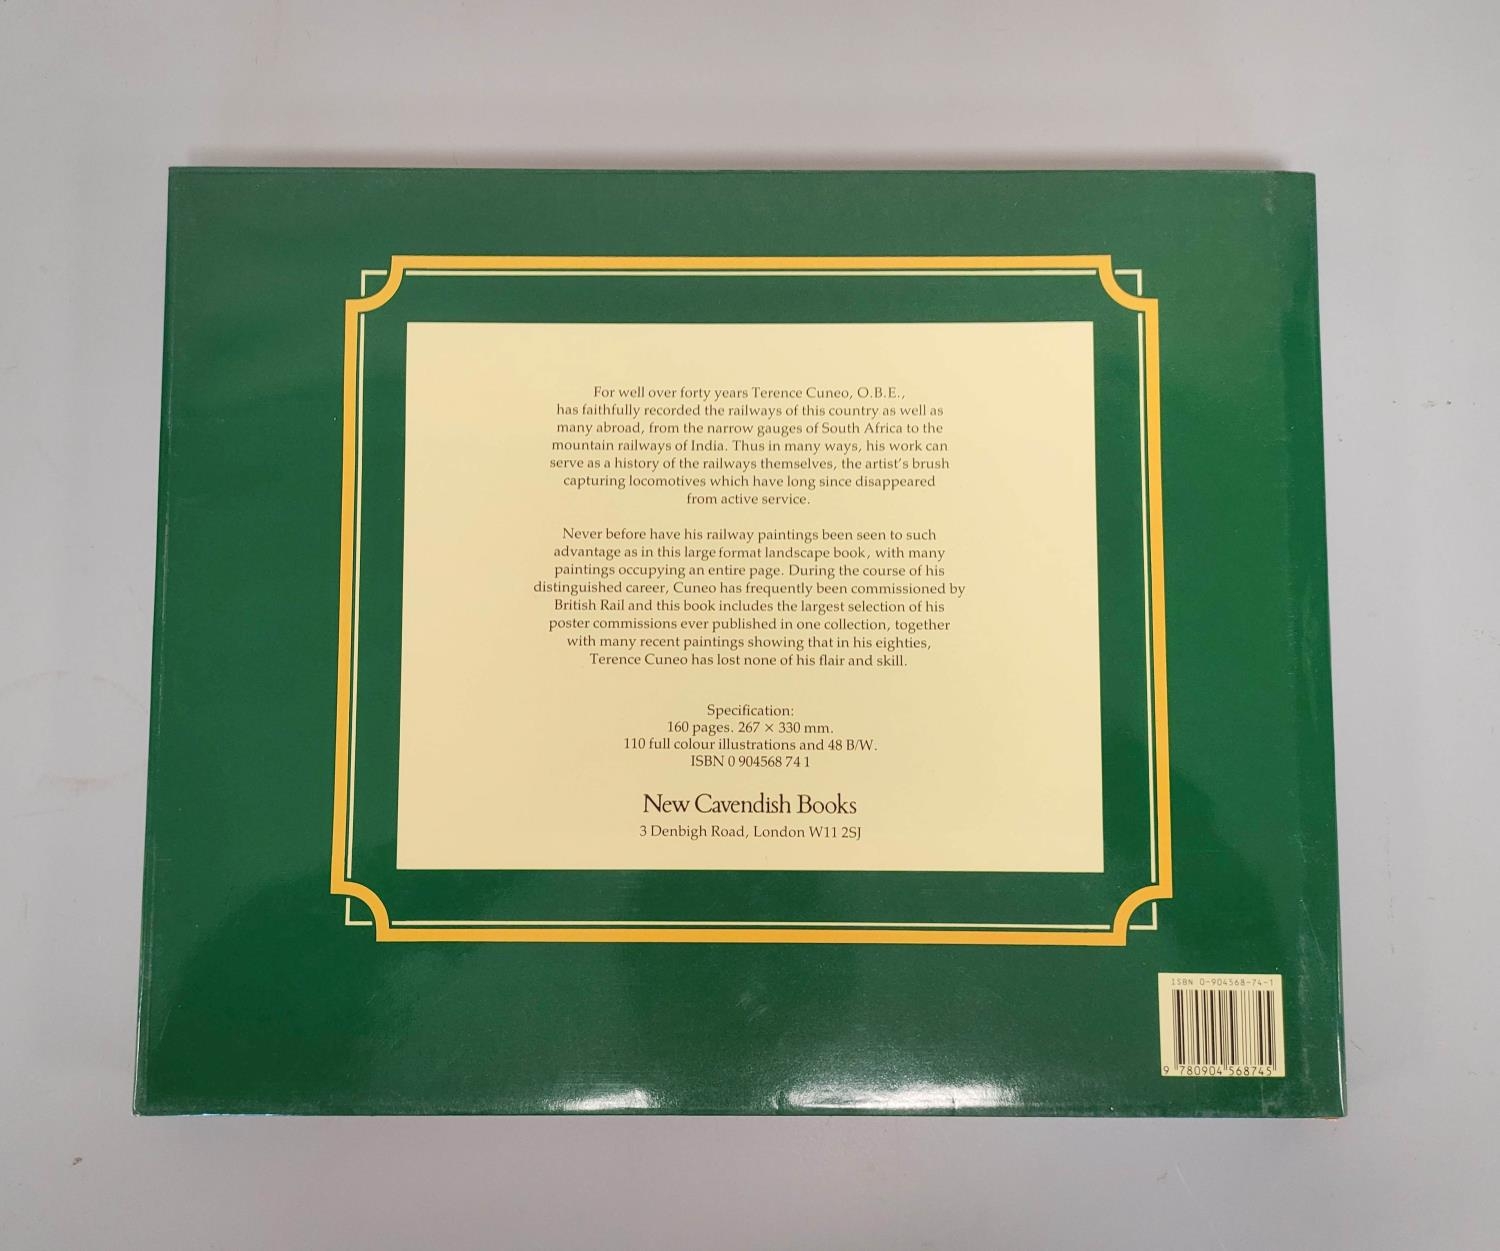 For well over forty years Terence Cuneo, O.B.E.,
has faithfully recorded the railways of this country as well as
many abroad, from the narrow gauges of South Africa to the
mountain railways of India. Thus in many ways, his work can
serve as a history of the railways themselves, the artist's brush
capturing locomotives which have long since disappeared
from active service.
Never before have his railway paintings been seen to such
advantage as in this large format landscape book, with many
paintings occupying an entire page. During the course of his
distinguished career, Cuneo has frequently been commissioned by
British Rail and this book includes the largest selection of his
poster commissions ever published in one collection, together
with many recent paintings showing that in his eighties,
Terence Cuneo has lost none of his flair and skill.
Specification:
160 pages. 267 × 330 mm.
110 full colour illustrations and 48 B/W.
ISBN 0 904568 74 1
New Cavendish Books
3 Denbigh Road, London W11 2SJ
ISBN 0-904568-74-1
9 780904 568745